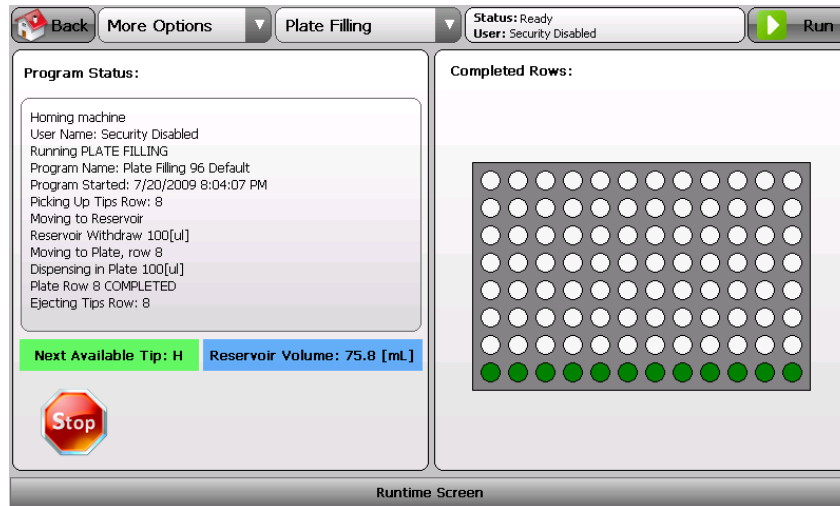 Back
More Options
Plate Filling
Status: Ready
User: Security Disabled
Run
Program Status:
Homing machine
User Name: Security Disabled
Running PLATE FILLING
Program Name: Plate Filling 96 Default
Program Started: 7/20/2009 8:04:07 PM
Picking Up Tips Row: 8
Moving to Reservoir
Reservoir Withdraw 100[ul]
Moving to Plate, row 8
Dispensing in Plate 100[ul]
Plate Row 8 COMPLETED
Ejecting Tips Row: 8
Next Available Tip: H
Reservoir Volume: 75.8 [mL]
Stop
Completed Rows:
Runtime Screen